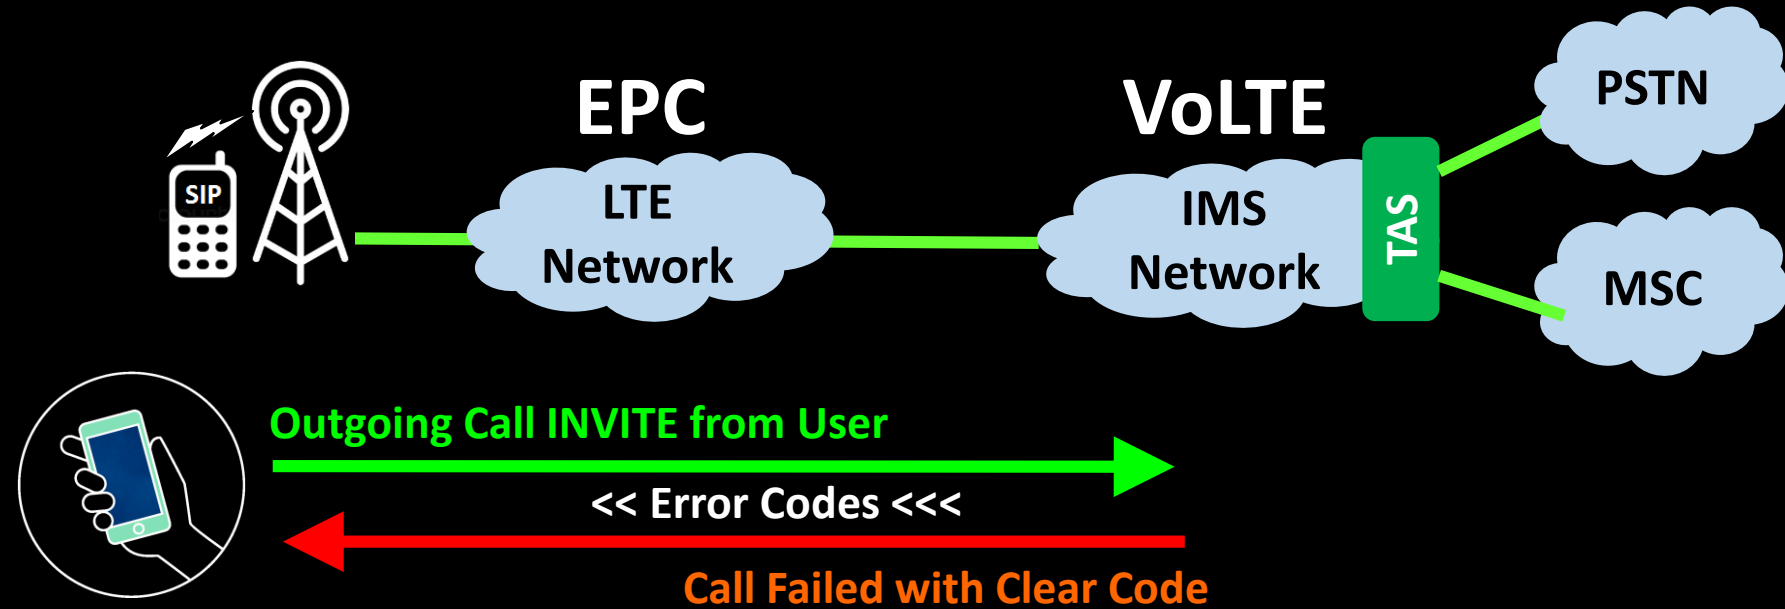 EPC
VoLTE
PSTN
SIP
LTE
Network
IMS
Network
TAS
MSC
Outgoing Call INVITE from User
<< Error Codes <<<
Call Failed with Clear Code